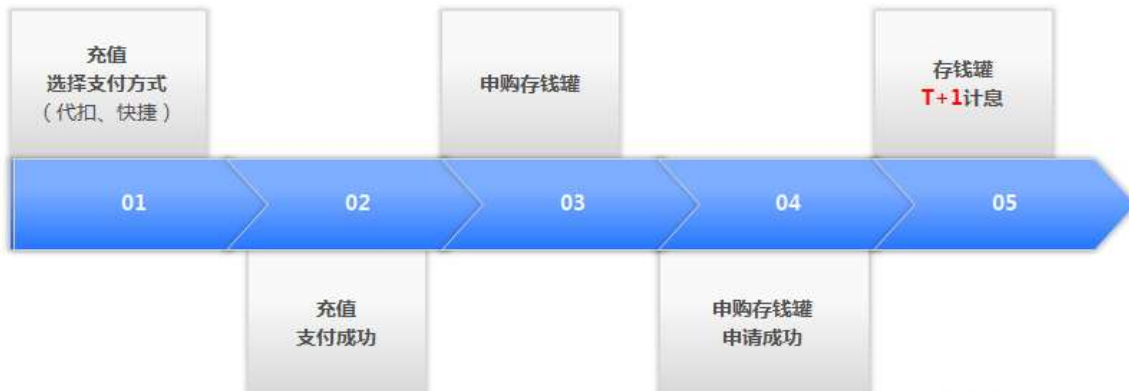 充值
选择支付方式
（代扣、快捷）
申购存钱罐
存钱罐
T+1计息
01
02
03
04
05
充值
支付成功
申购存钱罐
申请成功